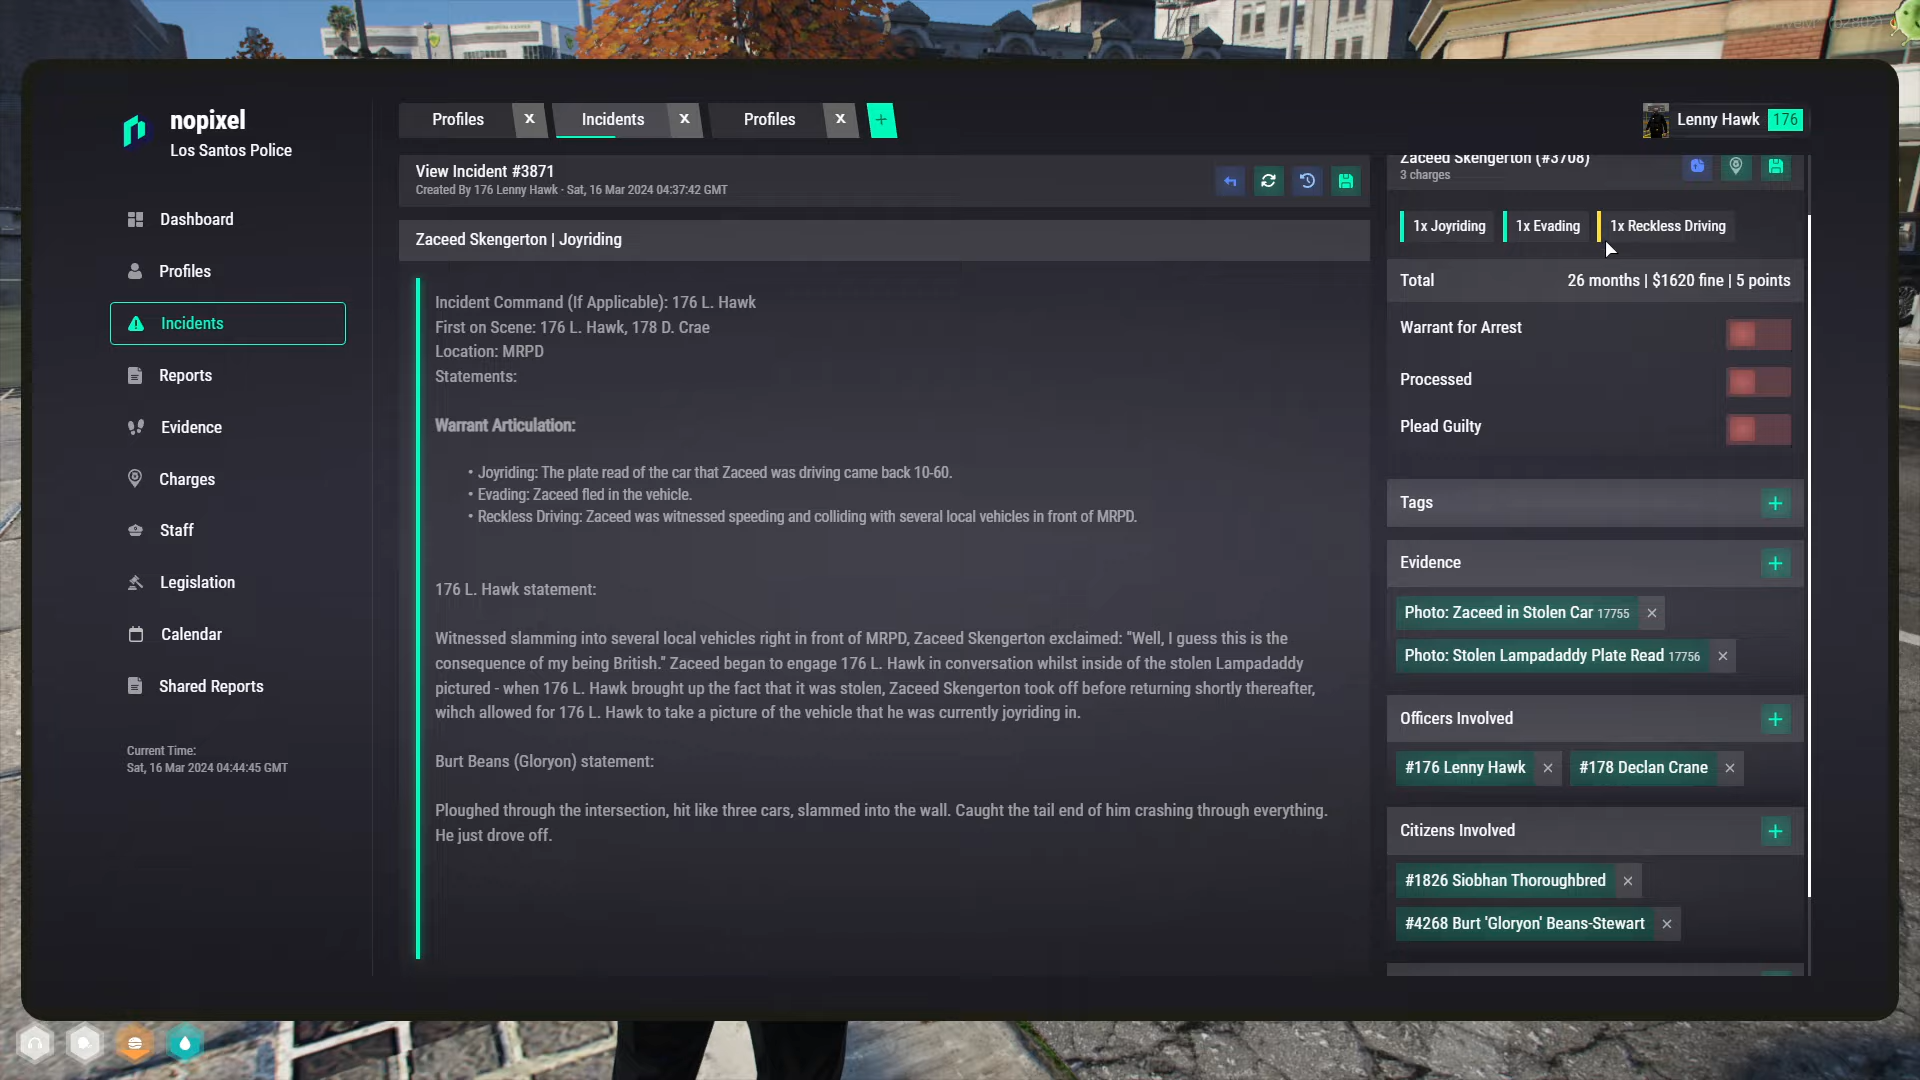 nopixel
Los Santos Police
Dashboard
Profiles
Incidents
Reports
Evidence
Charges
Staff
Legislation
Calendar
Shared Reports
Current Time:
Sat, 16 Mar 2024 04:44:45 GMT
Profiles x
Incidents x
Profiles x
+
Lenny Hawk 176
View Incident #3871
Created By 176 Lenny Hawk - Sat, 16 Mar 2024 04:37:42 GMT
Zaceed Skengerton | Joyriding
Incident Command (If Applicable): 176 L. Hawk
First on Scene: 176 L. Hawk, 178 D. Crae
Location: MRPD
Statements:
Warrant Articulation:
• Joyriding: The plate read of the car that Zaceed was driving came back 10-60.
• Evading: Zaceed fled in the vehicle.
• Reckless Driving: Zaceed was witnessed speeding and colliding with several local vehicles in front of MRPD.
176 L. Hawk statement:
Witnessed slamming into several local vehicles right in front of MRPD, Zaceed Skengerton exclaimed: "Well, I guess this is the
consequence of my being British." Zaceed began to engage 176 L. Hawk in conversation whilst inside of the stolen Lampadaddy
pictured - when 176 L. Hawk brought up the fact that it was stolen, Zaceed Skengerton took off before returning shortly thereafter,
wihch allowed for 176 L. Hawk to take a picture of the vehicle that he was currently joyriding in.
Burt Beans (Gloryon) statement:
Ploughed through the intersection, hit like three cars, slammed into the wall. Caught the tail end of him crashing through everything.
He just drove off.
Zaceed Skengerton (#3708)
3 charges
1x Joyriding 1x Evading 1x Reckless Driving
Total 26 months | $1620 fine | 5 points
Warrant for Arrest
Processed
Plead Guilty
Tags +
Evidence +
Photo: Zaceed in Stolen Car 17755 ×
Photo: Stolen Lampadaddy Plate Read 17756 ×
Officers Involved +
#176 Lenny Hawk × #178 Declan Crane ×
Citizens Involved +
#1826 Siobhan Thoroughbred ×
#4268 Burt 'Gloryon' Beans-Stewart ×